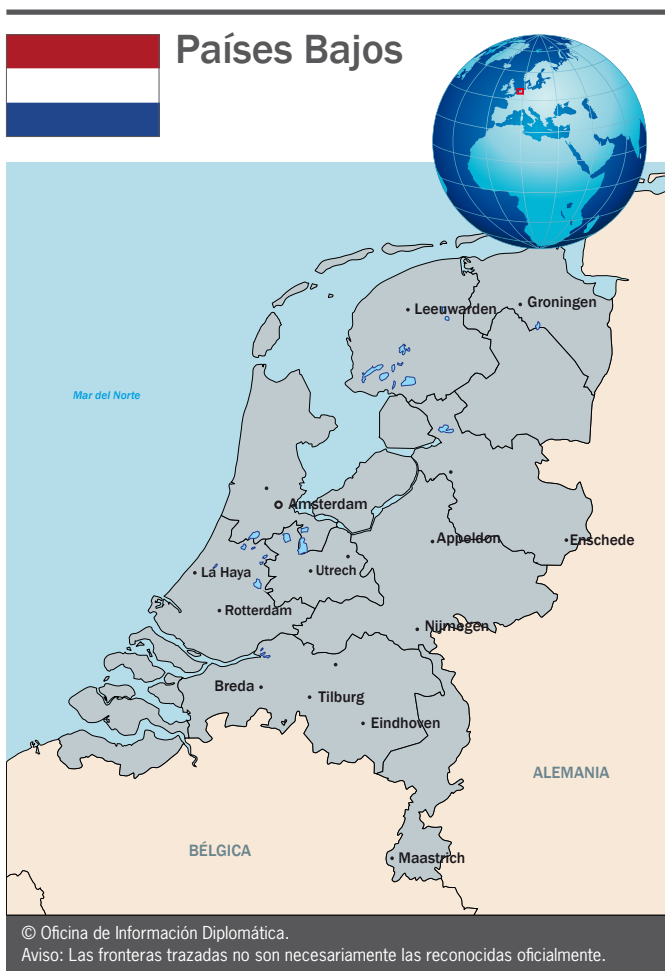 Países Bajos
Leeuwarden
Groningen
Mar del Norte
Amsterdam
Appeldon
Enschede
La Haya
Utrech
Rotterdam
Nijmegen
Breda
Tilburg
Eindhoven
ALEMANIA
BÉLGICA
Maastrich
© Oficina de Información Diplomática.
Aviso: Las fronteras trazadas no son necesariamente las reconocidas oficialmente.